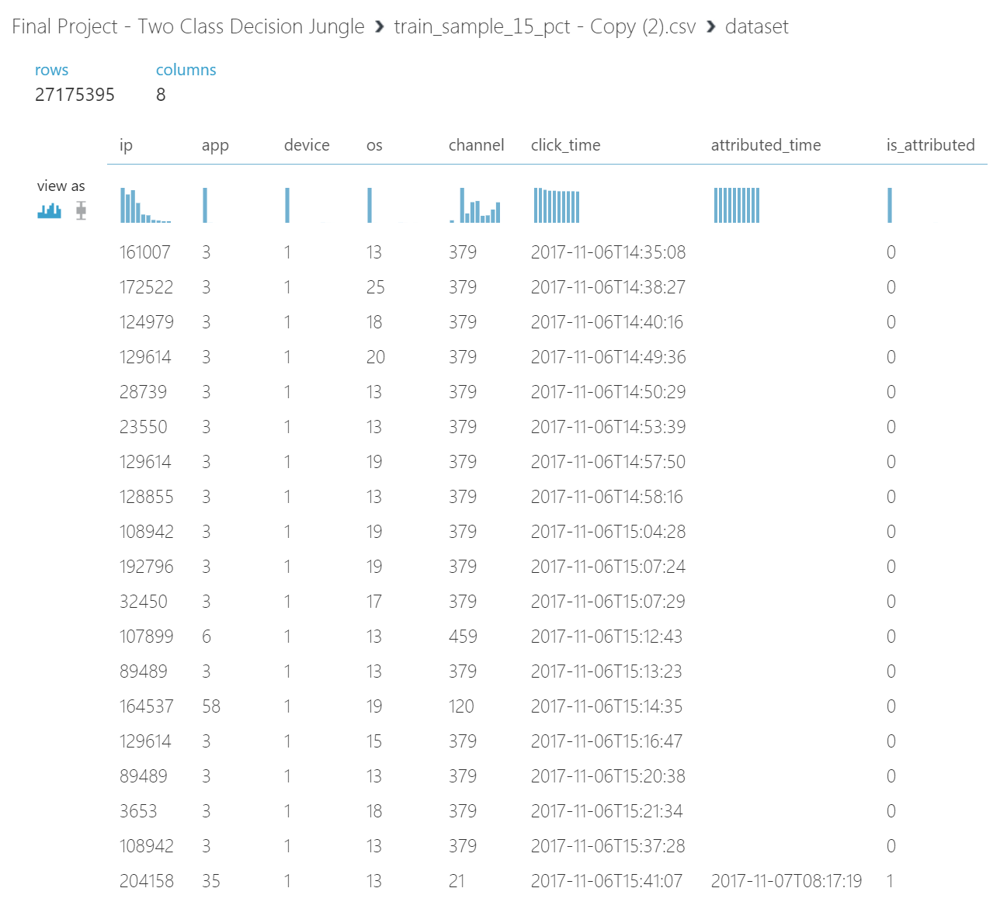 Final Project - Two Class Decision Jungle › train_sample_15_pct - Copy (2).csv › dataset
rows columns
27175395 8
ip app device os channel click_time attributed_time is_attributed
view as
161007 3 1 13 379 2017-11-06T14:35:08 0
172522 3 1 25 379 2017-11-06T14:38:27 0
124979 3 1 18 379 2017-11-06T14:40:16 0
129614 3 1 20 379 2017-11-06T14:49:36 0
28739 3 1 13 379 2017-11-06T14:50:29 0
23550 3 1 13 379 2017-11-06T14:53:39 0
129614 3 1 19 379 2017-11-06T14:57:50 0
128855 3 1 13 379 2017-11-06T14:58:16 0
108942 3 1 19 379 2017-11-06T15:04:28 0
192796 3 1 19 379 2017-11-06T15:07:24 0
32450 3 1 17 379 2017-11-06T15:07:29 0
107899 6 1 13 459 2017-11-06T15:12:43 0
89489 3 1 13 379 2017-11-06T15:13:23 0
164537 58 1 19 120 2017-11-06T15:14:35 0
129614 3 1 15 379 2017-11-06T15:16:47 0
89489 3 1 13 379 2017-11-06T15:20:38 0
3653 3 1 18 379 2017-11-06T15:21:34 0
108942 3 1 13 379 2017-11-06T15:37:28 0
204158 35 1 13 21 2017-11-06T15:41:07 2017-11-07T08:17:19 1